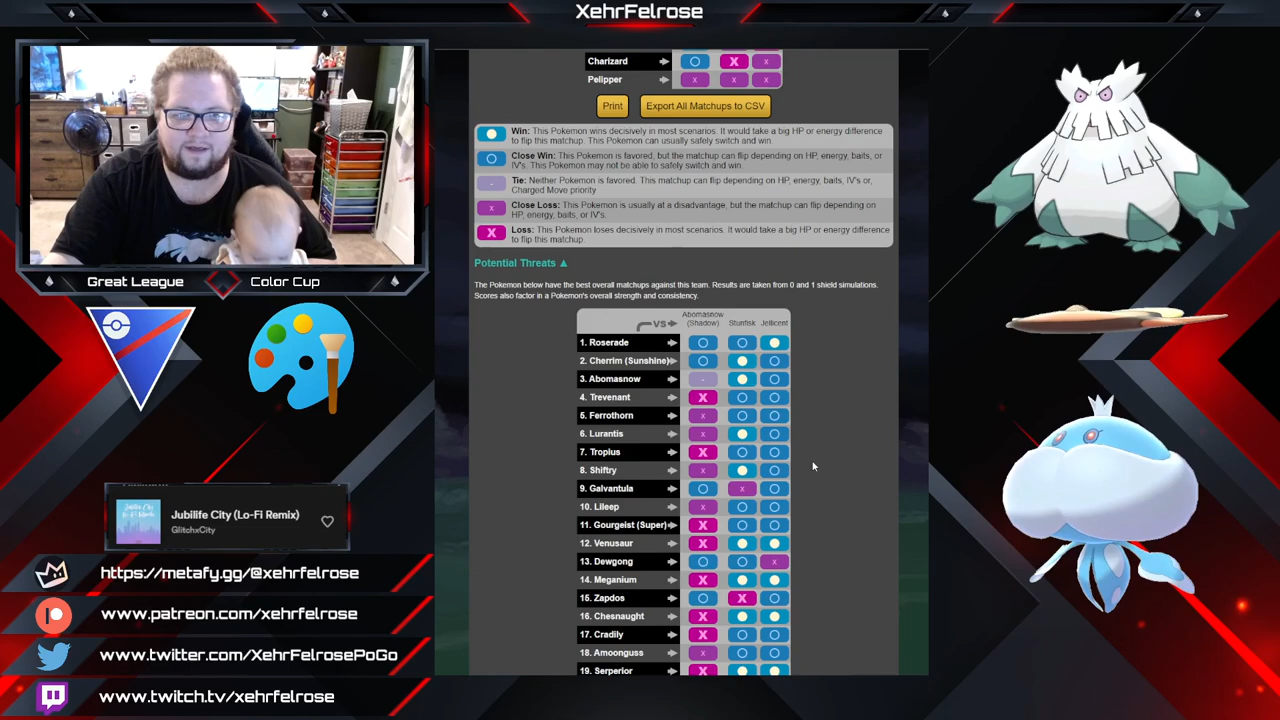 XehrFelrose
Great League
Color Cup
Jubilife City (Lo-Fi Remix)
GlitchxCity
https://metafy.gg/@xehrfelrose
www.patreon.com/xehrfelrose
www.twitter.com/XehrFelrosePoGo
www.twitch.tv/xehrfelrose
Charizard O X x
Pelipper x x x
Print Export All Matchups to CSV
Win: This Pokemon wins decisively in most scenarios. It would take a big HP or energy difference
to flip this matchup. This Pokemon can usually safely switch and win.
Close Win: This Pokemon is favored, but the matchup can flip depending on HP, energy, baits, or
IV's. This Pokemon may not be able to safely switch and win.
- Tie: Neither Pokemon is favored. This matchup can flip depending on HP, energy, baits, IV's or,
Charged Move priority
x Close Loss: This Pokemon is usually at a disadvantage, but the matchup can flip depending on
HP, energy, baits, or IV's.
X Loss: This Pokemon loses decisively in most scenarios. It would take a big HP or energy difference
to flip this matchup.
Potential Threats ▲
The Pokemon below have the best overall matchups against this team. Results are taken from 0 and 1 shield simulations.
Scores also factor in a Pokemon's overall strength and consistency.
VS Abomasnow (Shadow) Stunfisk Jellicent
1. Roserade
2. Cherrim (Sunshine)
3. Abomasnow -
4. Trevenant X
5. Ferrothorn x
6. Lurantis x
7. Tropius X
8. Shiftry x
9. Galvantula x
10. Lileep x
11. Gourgeist (Super) X
12. Venusaur X
13. Dewgong x
14. Meganium X
15. Zapdos X
16. Chesnaught X
17. Cradily X
18. Amoonguss x
19. Serperior X